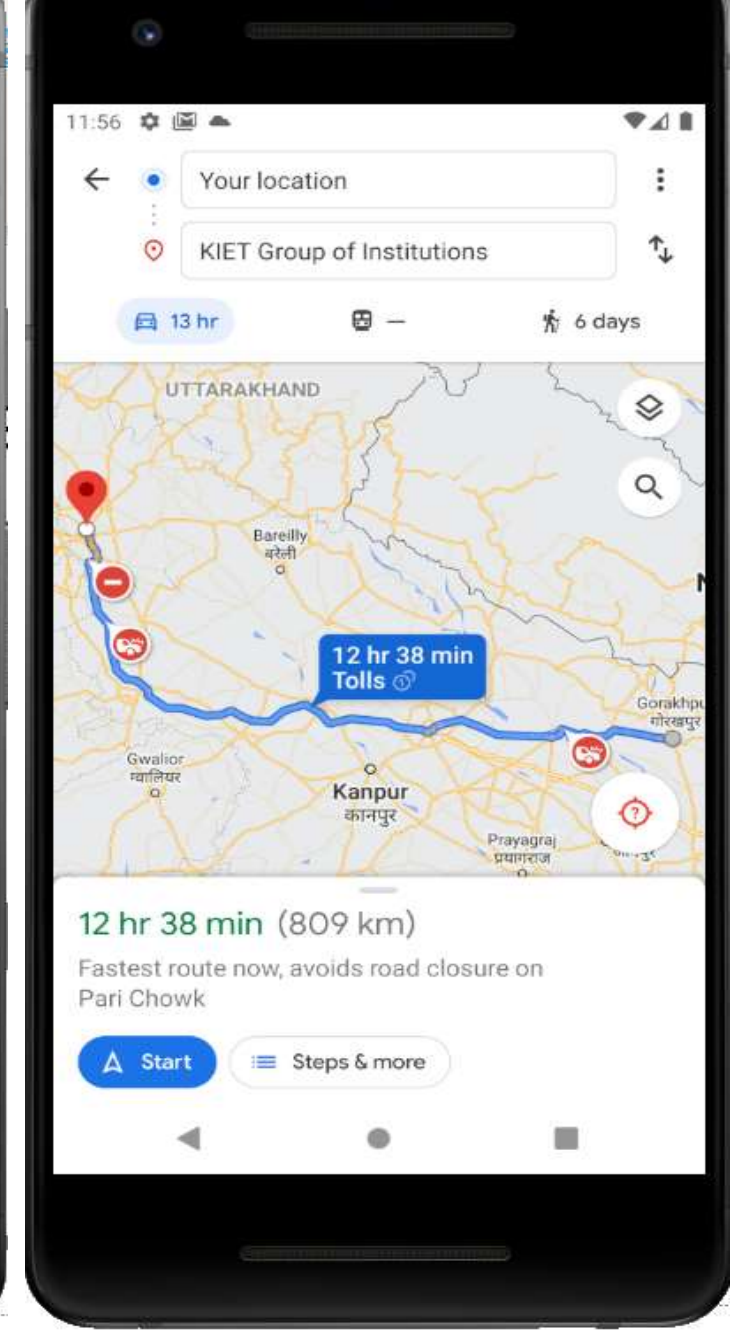 11:56
Your location
KIET Group of Institutions
13 hr
—
6 days
UTTARAKHAND
Bareilly
बरेली
12 hr 38 min
Tolls
Gorakhpu
गोरखपुर
Gwalior
ग्वालियर
Kanpur
कानपुर
Prayagraj
प्रयागराज
12 hr 38 min (809 km)
Fastest route now, avoids road closure on
Pari Chowk
Start
Steps & more